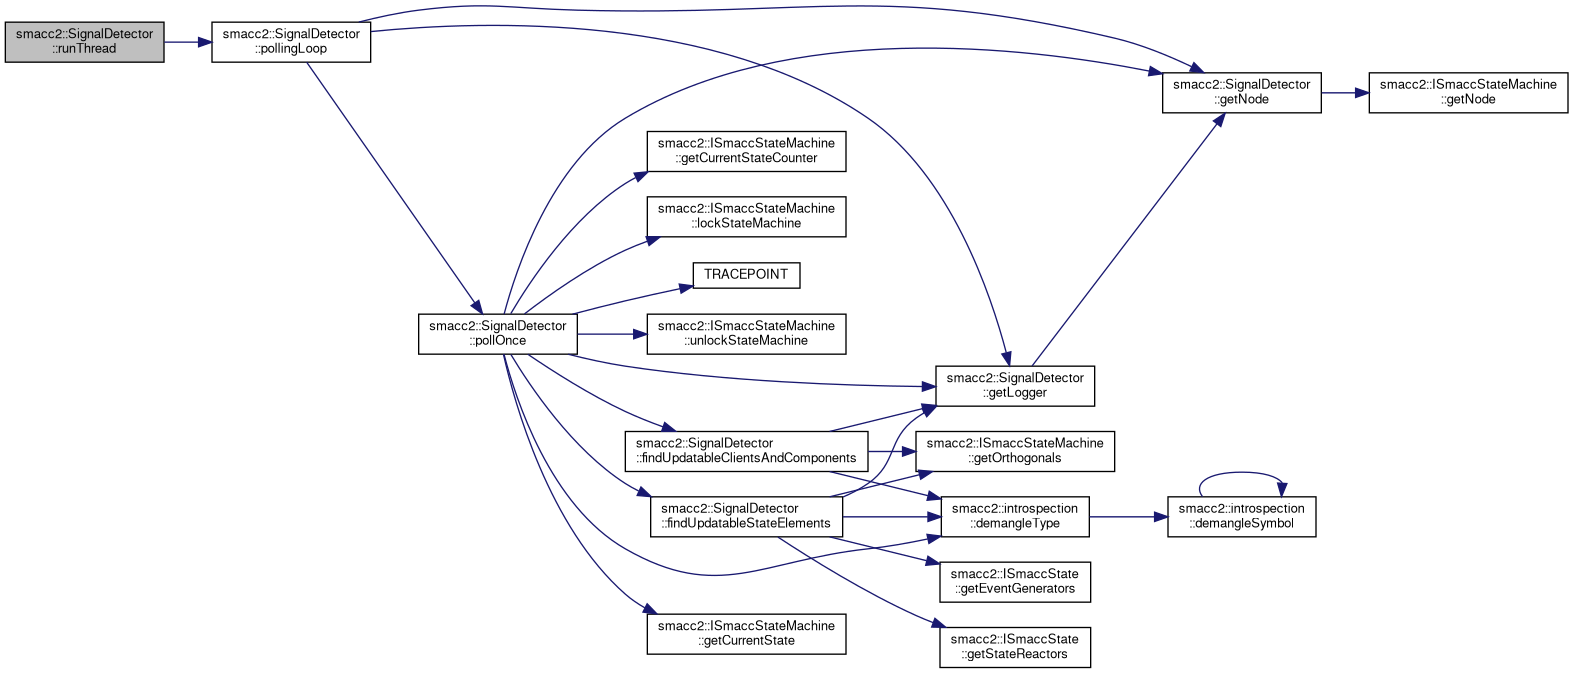 smacc2::SignalDetector
::runThread
smacc2::SignalDetector
::pollingLoop
smacc2::SignalDetector
::getNode
smacc2::ISmaccStateMachine
::getNode
smacc2::ISmaccStateMachine
::getCurrentStateCounter
smacc2::ISmaccStateMachine
::lockStateMachine
TRACEPOINT
smacc2::SignalDetector
::pollOnce
smacc2::ISmaccStateMachine
::unlockStateMachine
smacc2::SignalDetector
::getLogger
smacc2::SignalDetector
::findUpdatableClientsAndComponents
smacc2::ISmaccStateMachine
::getOrthogonals
smacc2::SignalDetector
::findUpdatableStateElements
smacc2::introspection
::demangleType
smacc2::introspection
::demangleSymbol
smacc2::ISmaccState
::getEventGenerators
smacc2::ISmaccStateMachine
::getCurrentState
smacc2::ISmaccState
::getStateReactors